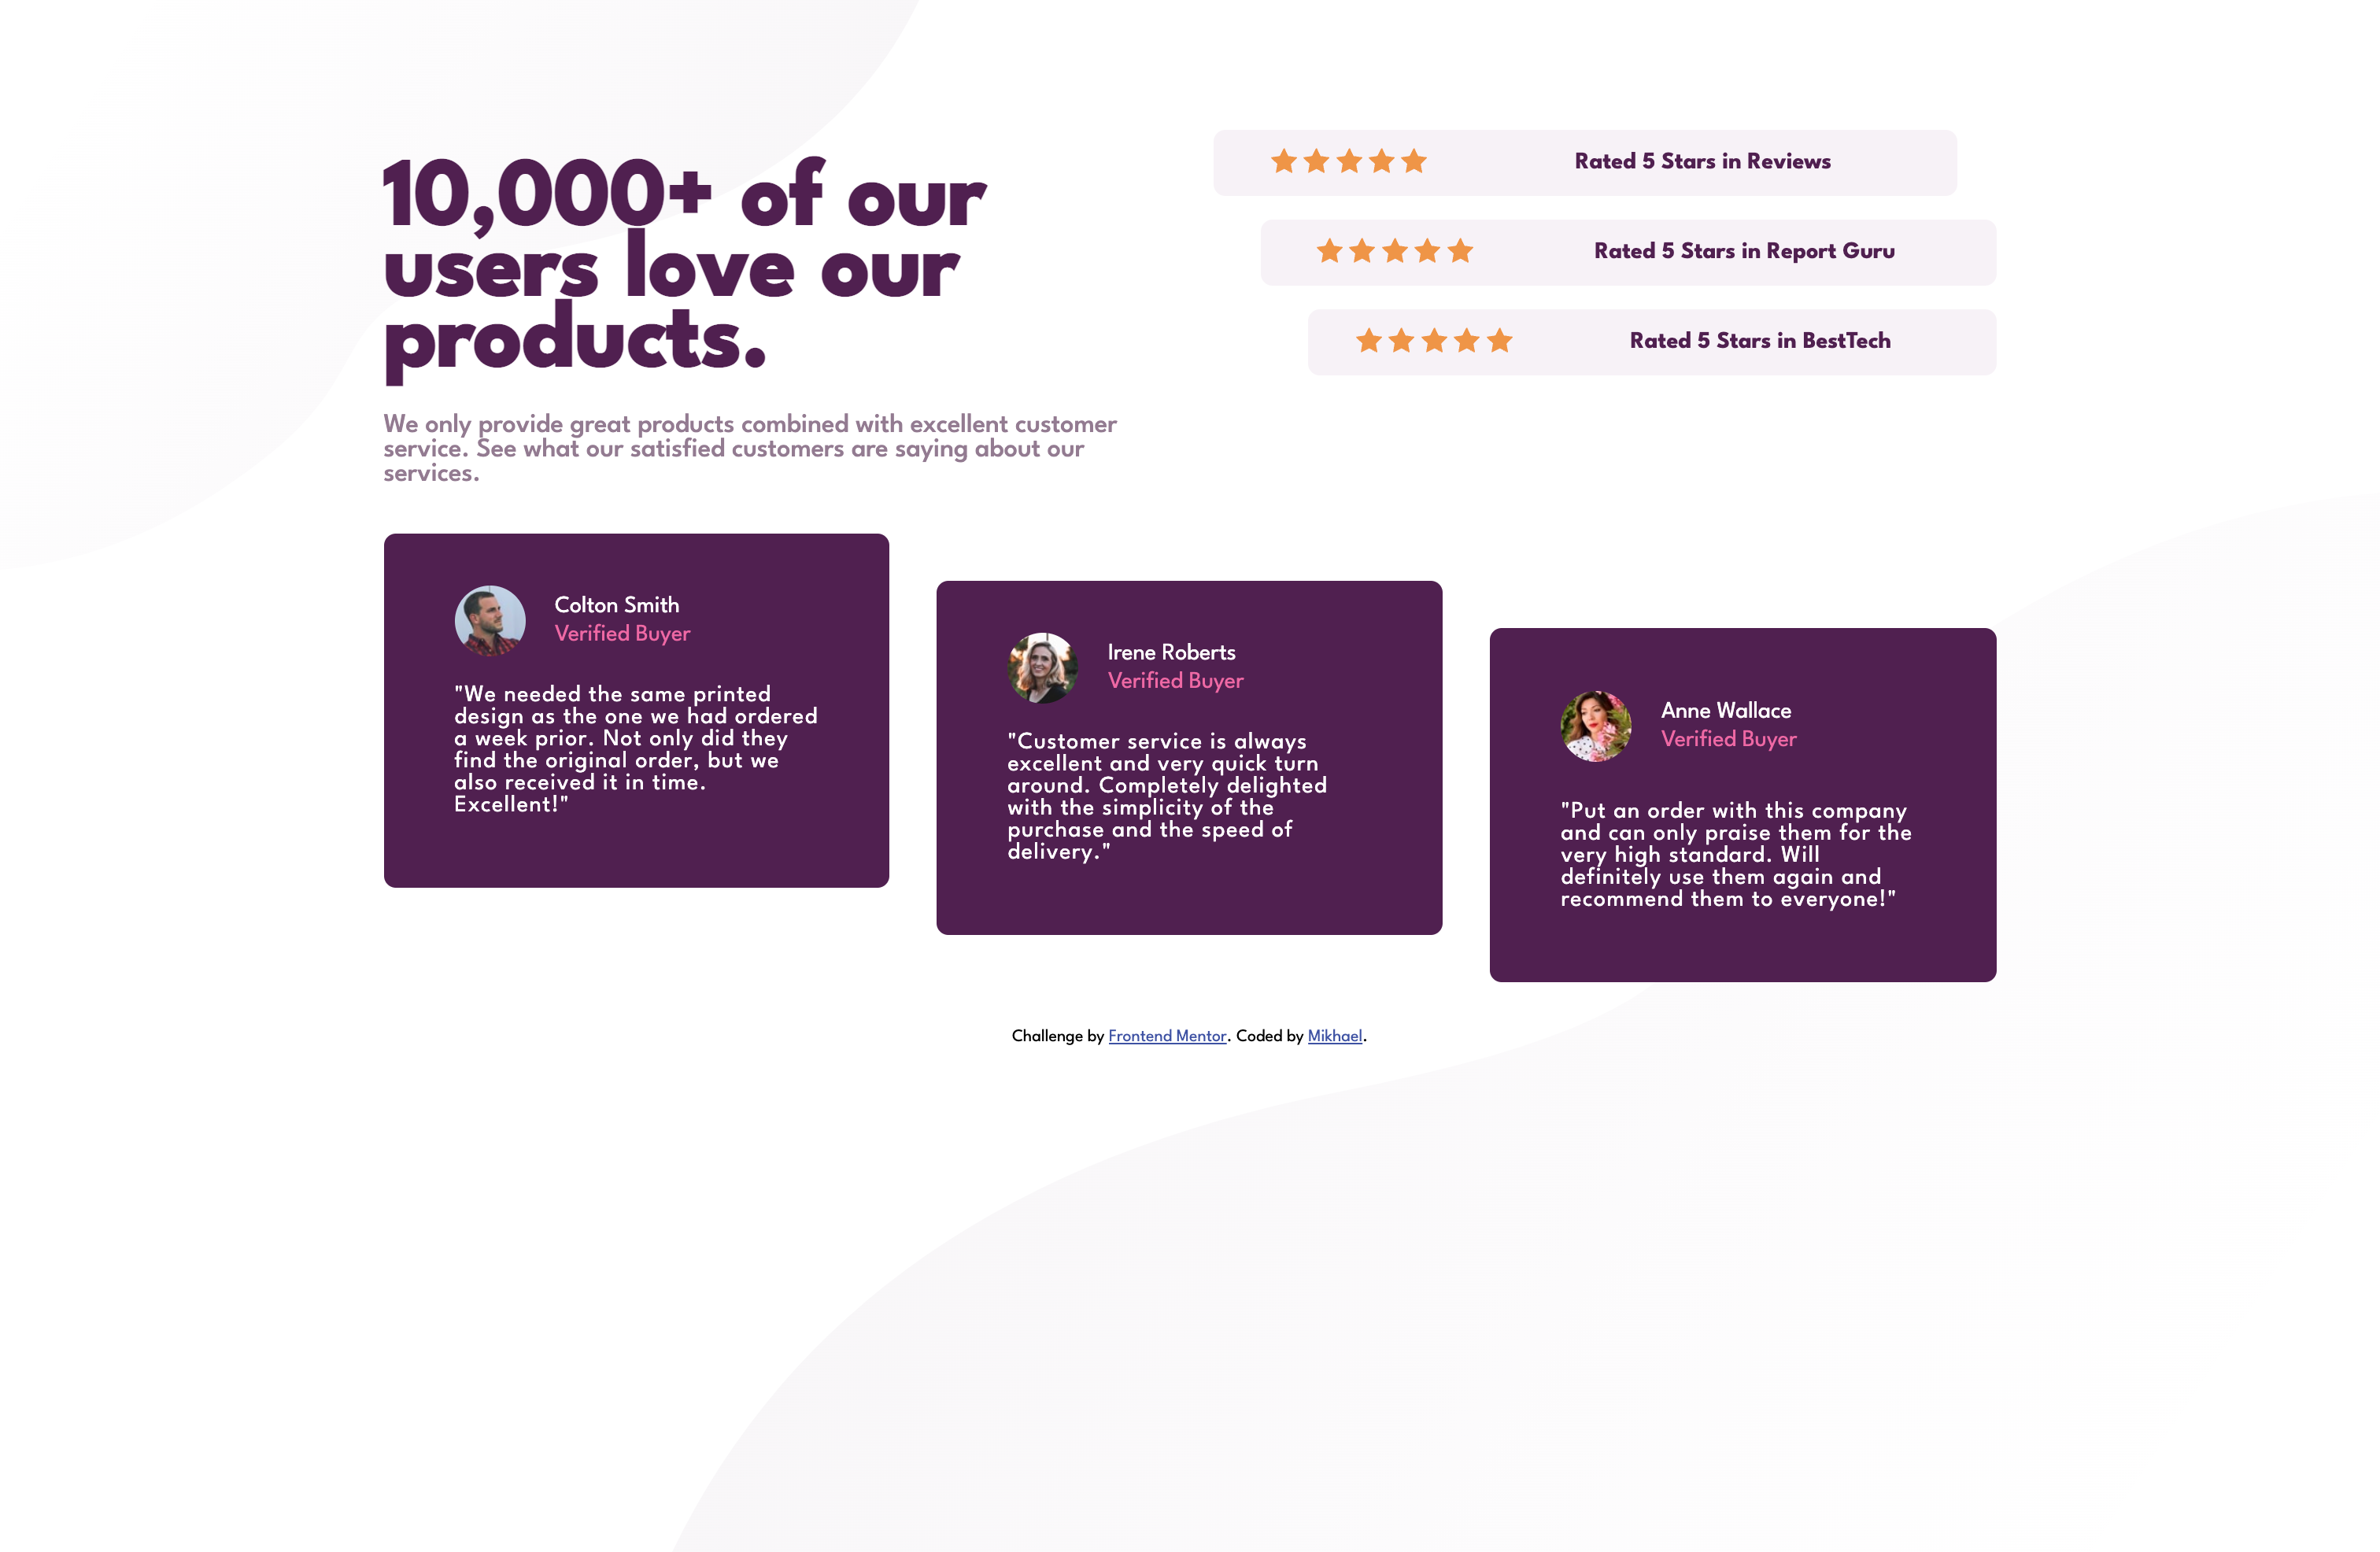 10,000+ of our
users love our
products.
We only provide great products combined with excellent customer
service. See what our satisfied customers are saying about our
services.
Rated 5 Stars in Reviews
Rated 5 Stars in Report Guru
Rated 5 Stars in BestTech
Colton Smith
Verified Buyer
"We needed the same printed
design as the one we had ordered
a week prior. Not only did they
find the original order, but we
also received it in time.
Excellent!"
Irene Roberts
Verified Buyer
"Customer service is always
excellent and very quick turn
around. Completely delighted
with the simplicity of the
purchase and the speed of
delivery."
Anne Wallace
Verified Buyer
"Put an order with this company
and can only praise them for the
very high standard. Will
definitely use them again and
recommend them to everyone!"
Challenge by Frontend Mentor. Coded by Mikhael.